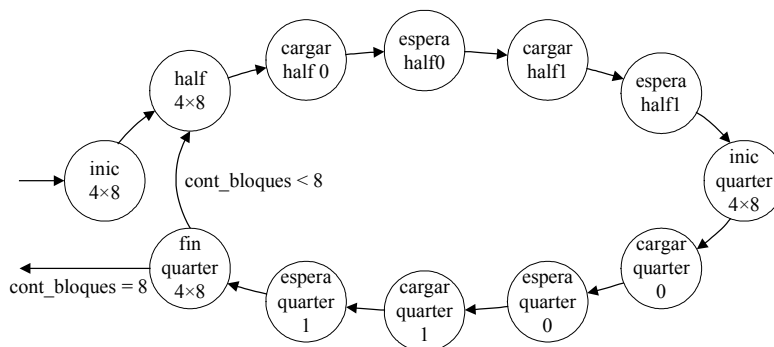 cargar
half 0
espera
half0
cargar
half1
half
4×8
espera
half1
inic
4×8
inic
quarter
4×8
cont_bloques < 8
fin
quarter
4×8
cargar
quarter
0
espera
quarter
1
cargar
quarter
1
espera
quarter
0
cont_bloques = 8